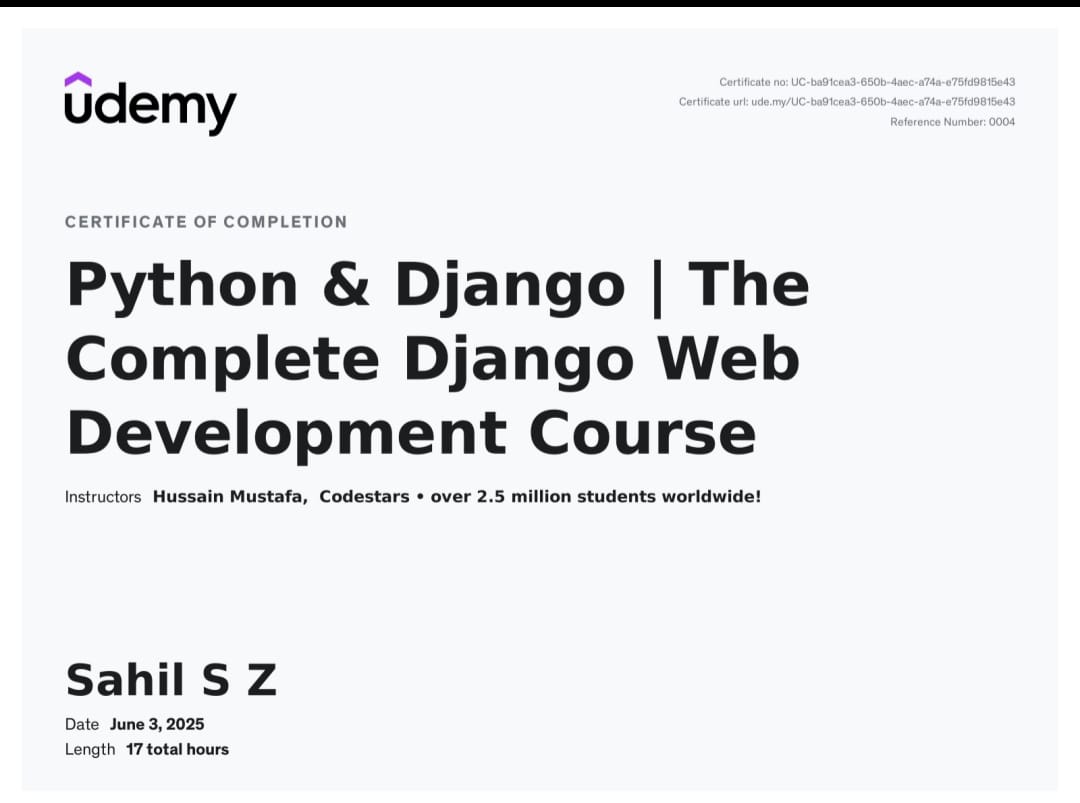 udemy
Certificate no: UC-ba91cea3-650b-4aec-a74a-e75fd9815e43
Certificate url: ude.my/UC-ba91cea3-650b-4aec-a74a-e75fd9815e43
Reference Number: 0004
CERTIFICATE OF COMPLETION
Python & Django | The
Complete Django Web
Development Course
Instructors Hussain Mustafa, Codestars • over 2.5 million students worldwide!
Sahil S Z
Date June 3, 2025
Length 17 total hours